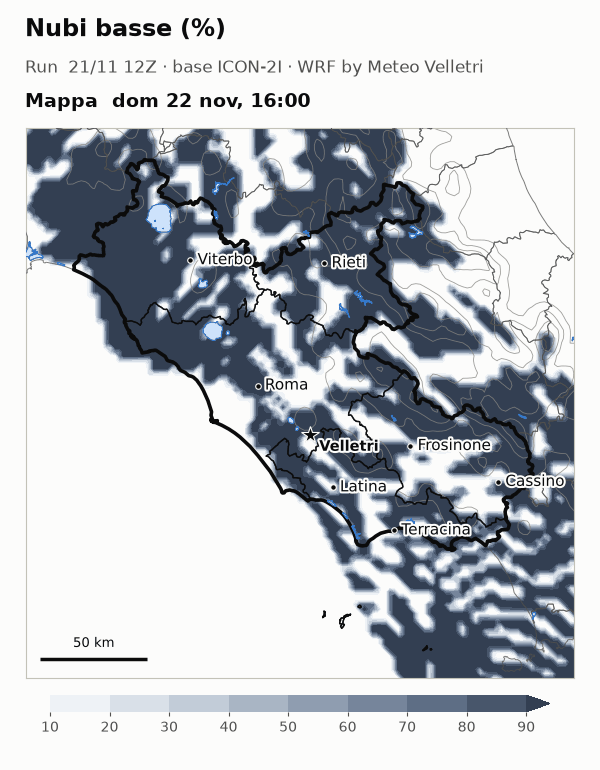 Nubi basse (%)
Run 21/11 12Z · base ICON-2I · WRF by Meteo Velletri
Mappa dom 22 nov, 16:00
Viterbo
Rieti
Roma
Velletri
Frosinone
Latina
Cassino
Terracina
50 km
10 20 30 40 50 60 70 80 90